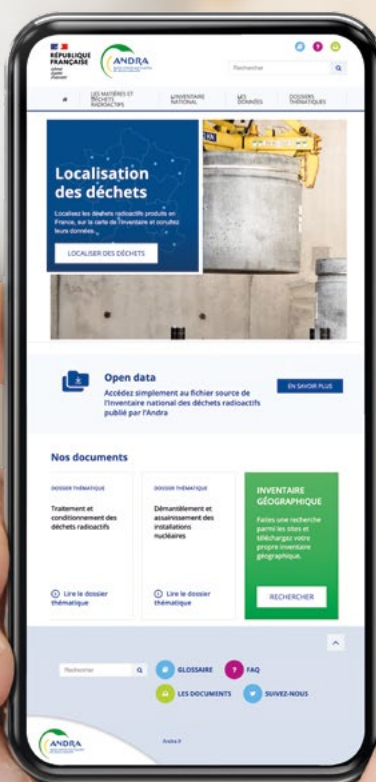 RÉPUBLIQUE
FRANÇAISE
ANDRA
Rechercher
LES MATIÈRES ET
DÉCHETS
RADIOACTIFS
L'INVENTAIRE
NATIONAL
LES
DONNÉES
DOSSIERS
THÉMATIQUES
Localisation
des déchets
Localisez les déchets radioactifs produits en
France, sur la carte de l'Inventaire et consultez
leurs données.
LOCALISER DES DÉCHETS
Open data
Accédez simplement au fichier source de
l'Inventaire national des déchets radioactifs
publié par l'Andra
EN SAVOIR PLUS
Nos documents
DOSSIER THÉMATIQUE
Traitement et
conditionnement des
déchets radioactifs
Lire le dossier
thématique
DOSSIER THÉMATIQUE
Démantèlement et
assainissement des
installations
nucléaires
Lire le dossier
thématique
INVENTAIRE
GÉOGRAPHIQUE
Faites une recherche
parmi les sites et
téléchargez votre
propre inventaire
géographique.
RECHERCHER
Rechercher
GLOSSAIRE
? FAQ
LES DOCUMENTS
SUIVEZ-NOUS
ANDRA
Andra.fr